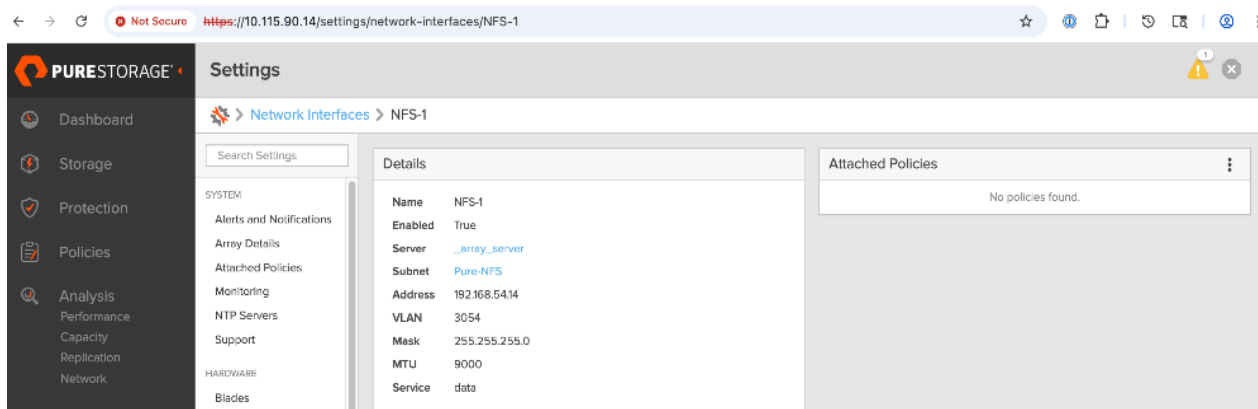 Not Secure https://10.115.90.14/settings/network-interfaces/NFS-1
PURESTORAGE®
Settings
1
Dashboard
Storage
Protection
Policies
Analysis
Performance
Capacity
Replication
Network
Network Interfaces > NFS-1
Search Settings
SYSTEM
Alerts and Notifications
Array Details
Attached Policies
Monitoring
NTP Servers
Support
HARDWARE
Blades
Details
Name NFS-1
Enabled True
Server _array_server
Subnet Pure-NFS
Address 192.168.54.14
VLAN 3054
Mask 255.255.255.0
MTU 9000
Service data
Attached Policies
No policies found.